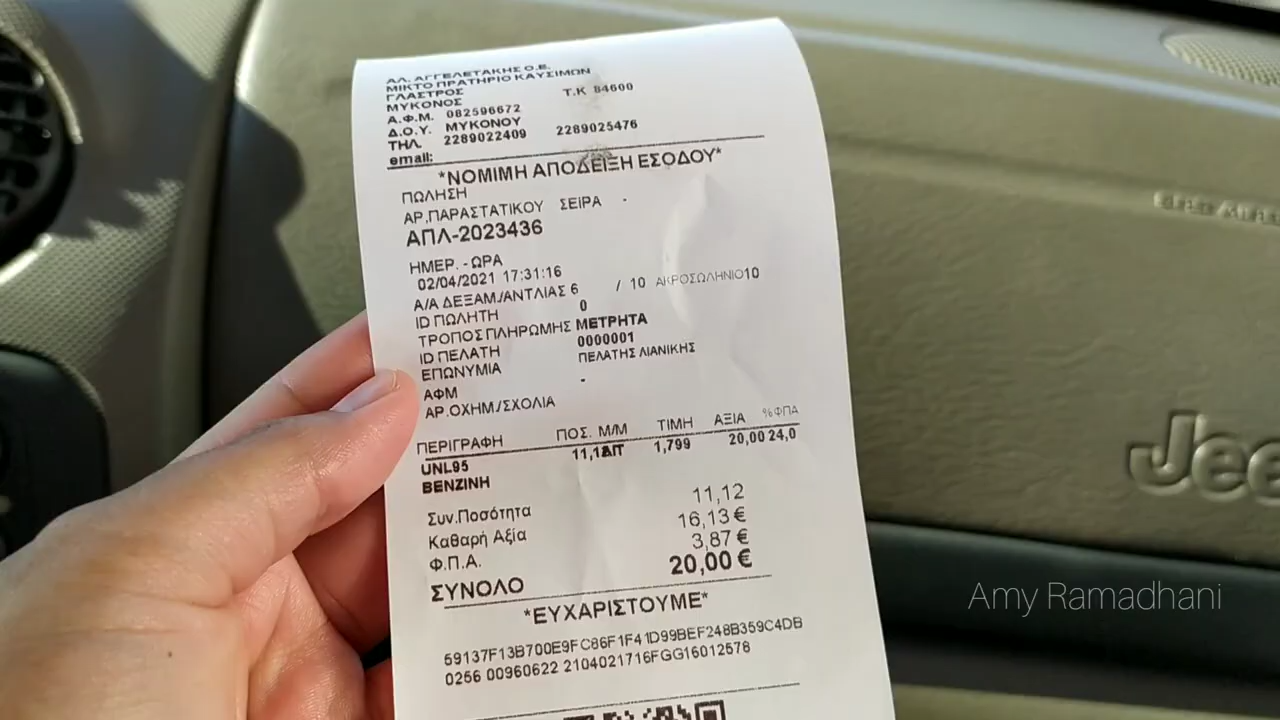 ΑΛ. ΑΓΓΕΛΕΤΑΚΗΣ Ο.Ε.
ΜΙΚΤΟ ΠΡΑΤΗΡΙΟ ΚΑΥΣΙΜΩΝ
ΓΛΑΣΤΡΟΣ
ΜΥΚΟΝΟΣ Τ.Κ 84600
Α.Φ.Μ. 082596672
Δ.Ο.Υ. ΜΥΚΟΝΟΥ
ΤΗΛ. 2289022409 2289025476
email:
*ΝΟΜΙΜΗ ΑΠΟΔΕΙΞΗ ΕΣΟΔΟΥ*
ΠΩΛΗΣΗ
ΑΡ.ΠΑΡΑΣΤΑΤΙΚΟΥ ΣΕΙΡΑ -
ΑΠΛ-2023436
ΗΜΕΡ. - ΩΡΑ
02/04/2021 17:31:16
Α/Α ΔΕΞΑΜ./ΑΝΤΛΙΑΣ 6 / 10 ΑΚΡΟΣΩΛΗΝΙΟ10
ID ΠΩΛΗΤΗ 0
ΤΡΟΠΟΣ ΠΛΗΡΩΜΗΣ ΜΕΤΡΗΤΑ
ID ΠΕΛΑΤΗ 0000001
ΕΠΩΝΥΜΙΑ ΠΕΛΑΤΗΣ ΛΙΑΝΙΚΗΣ
ΑΦΜ -
ΑΡ.ΟΧΗΜ./ΣΧΟΛΙΑ
ΠΕΡΙΓΡΑΦΗ ΠΟΣ. Μ/Μ ΤΙΜΗ ΑΞΙΑ %ΦΠΑ
UNL95 1,799 20,00 24,0
ΒΕΝΖΙΝΗ
Συν.Ποσότητα 11,12
Καθαρή Αξία 16,13 €
Φ.Π.Α. 3,87 €
ΣΥΝΟΛΟ 20,00 €
*ΕΥΧΑΡΙΣΤΟΥΜΕ*
59137F13B700E9FC86F1F41D99BEF248B359C4DB
0256 00960622 2104021716FGG16012578
Jee
Amy Ramadhani